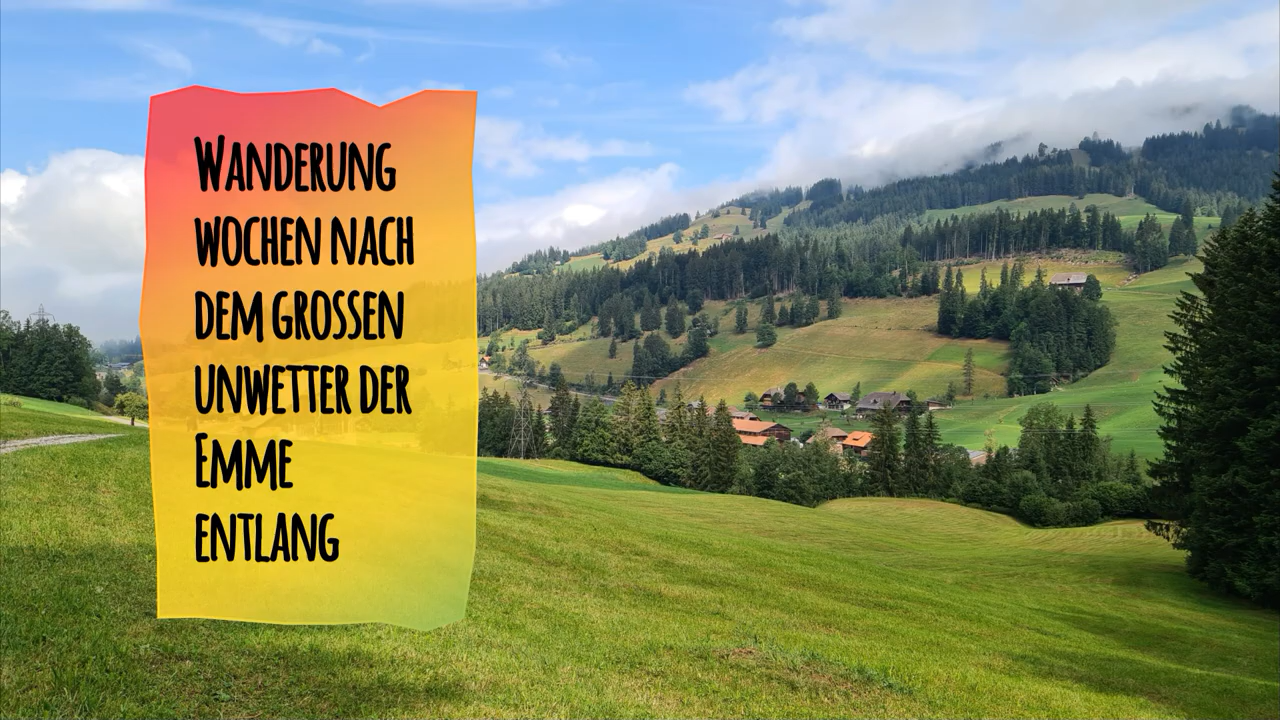 Wanderung
wochen nach
dem grossen
unwetter der
Emme
entlang